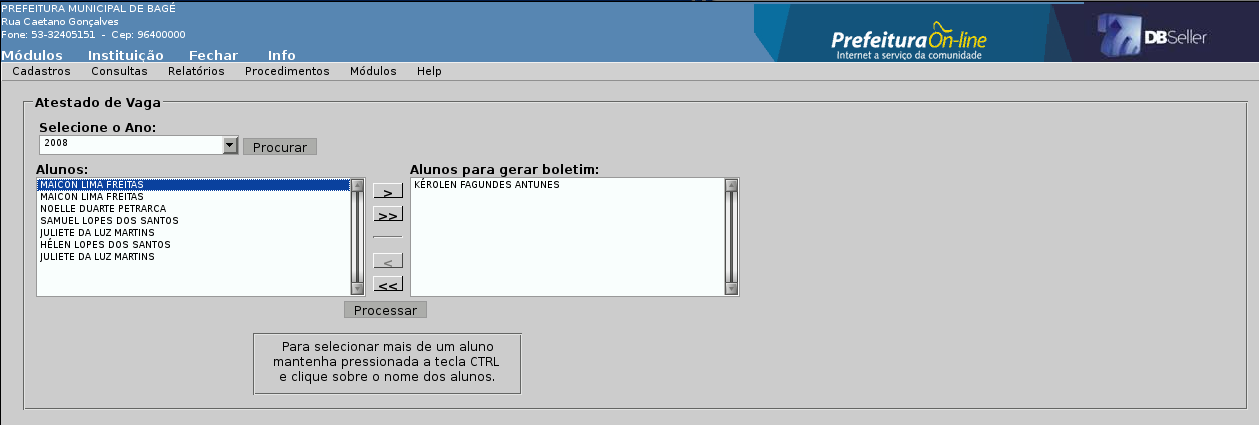 PREFEITURA MUNICIPAL DE BAGÉ
Rua Caetano Gonçalves
Fone: 53-32405151 - Cep: 96400000
Módulos Instituição Fechar Info
Prefeitura On-line
Internet a serviço da comunidade
DBSeller
Cadastros Consultas Relatórios Procedimentos Módulos Help
Atestado de Vaga
Selecione o Ano:
2008 Procurar
Alunos: Alunos para gerar boletim:
MAICON LIMA FREITAS
MAICON LIMA FREITAS
NOELLE DUARTE PETRARCA
SAMUEL LOPES DOS SANTOS
JULIETE DA LUZ MARTINS
HÉLEN LOPES DOS SANTOS
JULIETE DA LUZ MARTINS
>
>>
<
<<
KÉROLEN FAGUNDES ANTUNES
Processar
Para selecionar mais de um aluno
mantenha pressionada a tecla CTRL
e clique sobre o nome dos alunos.